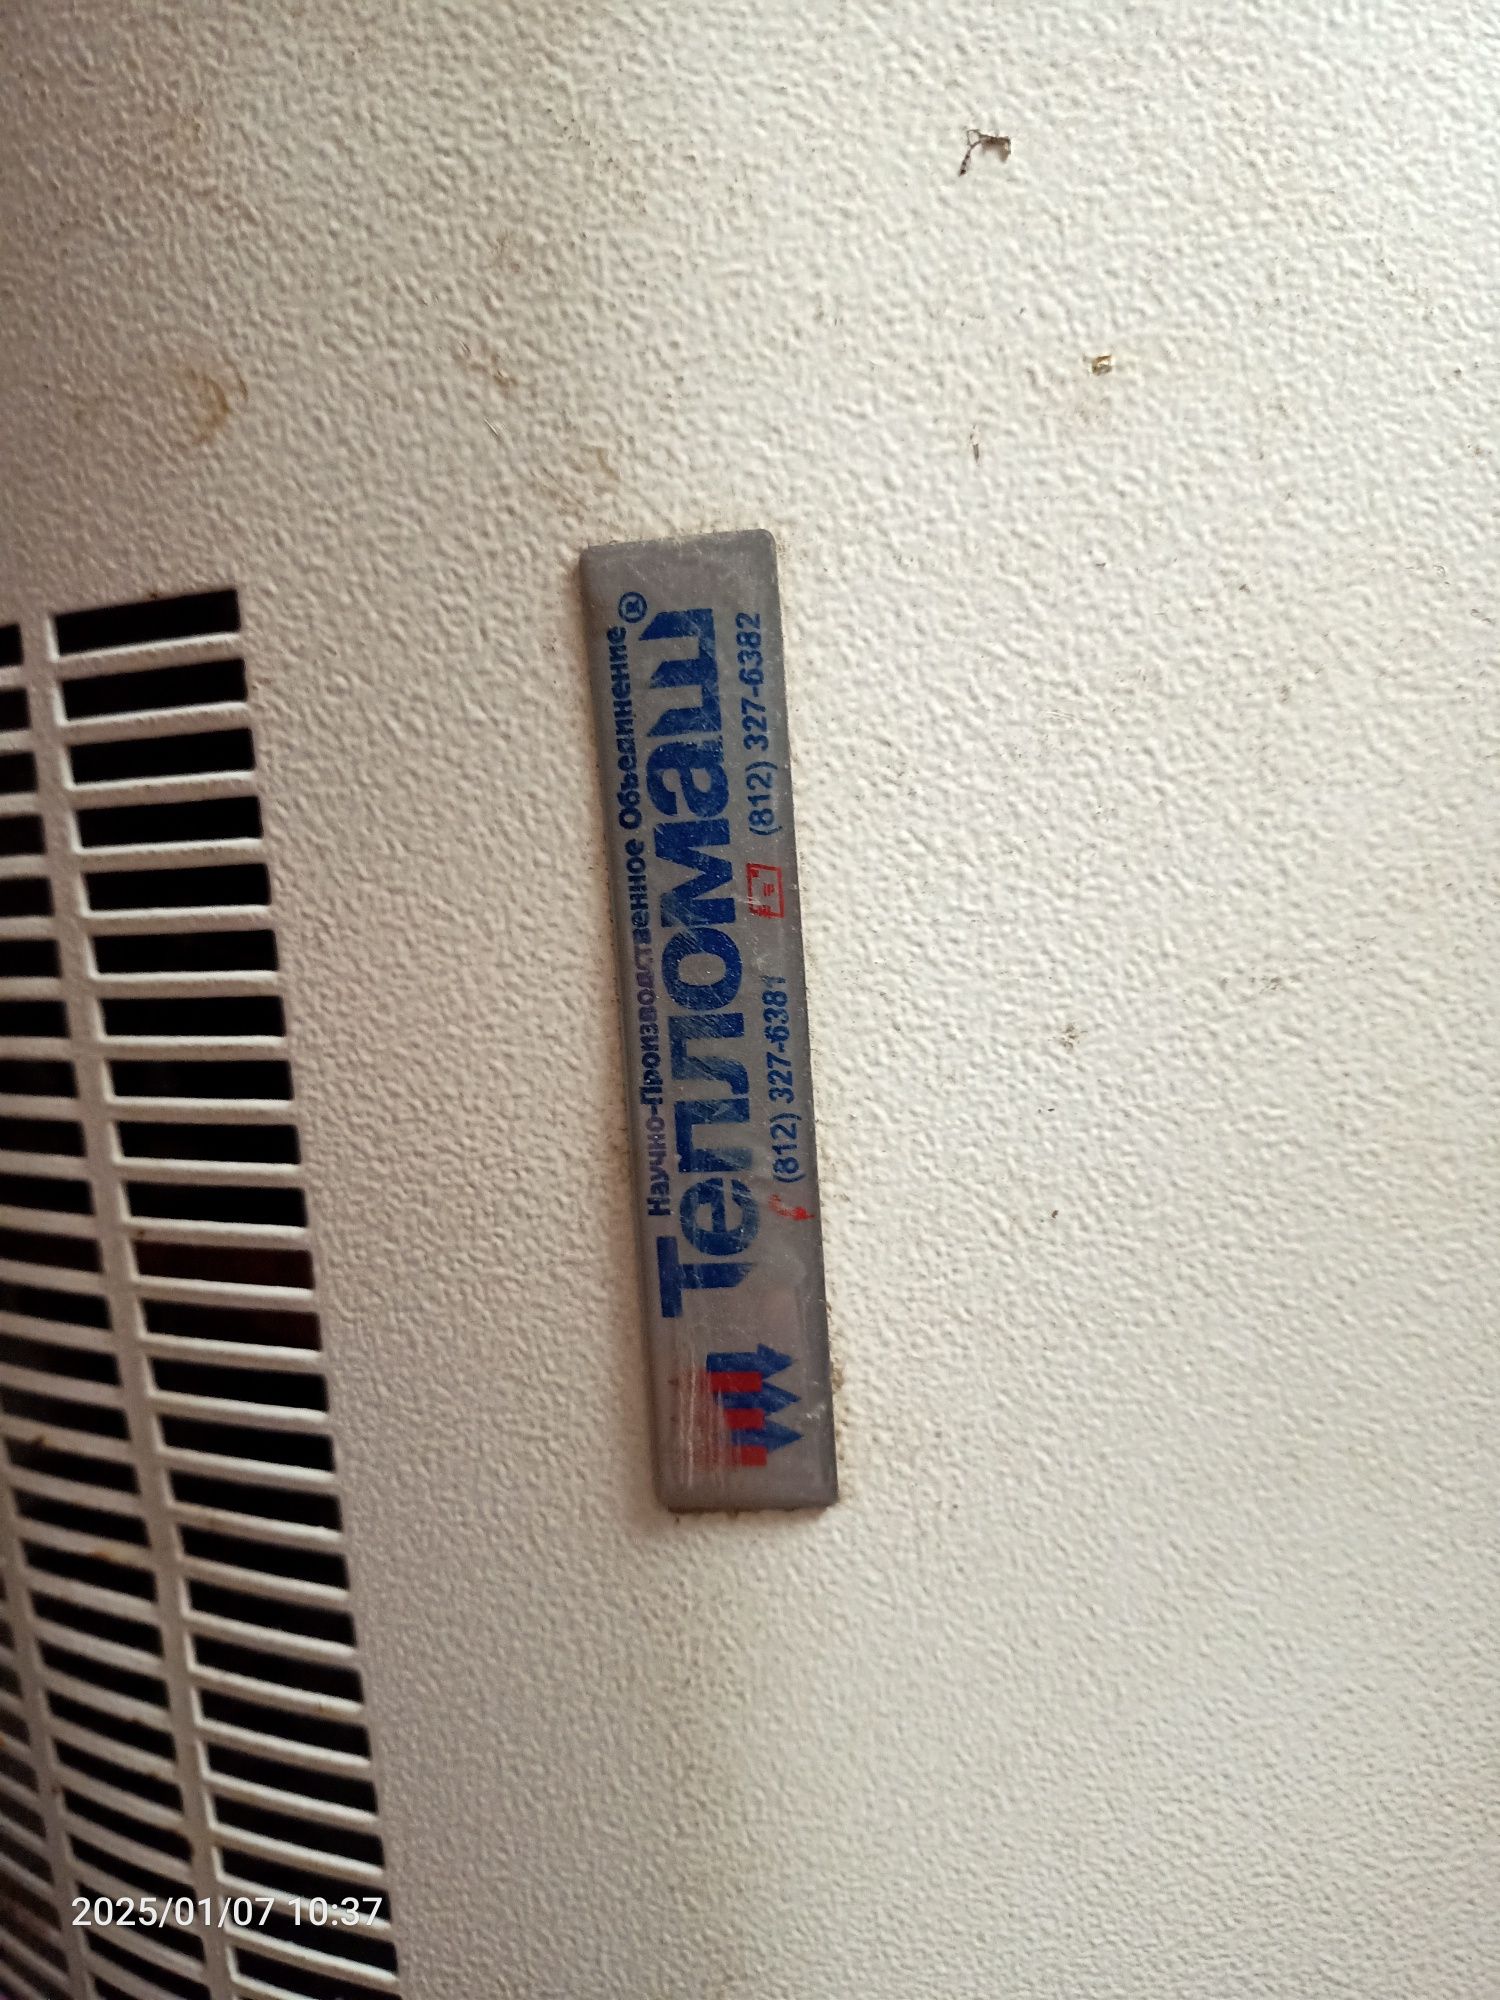 Научно-Производственное Объединение
Тепломаш®
(812) 327-6381 (812) 327-6382
2025/01/07 10:37